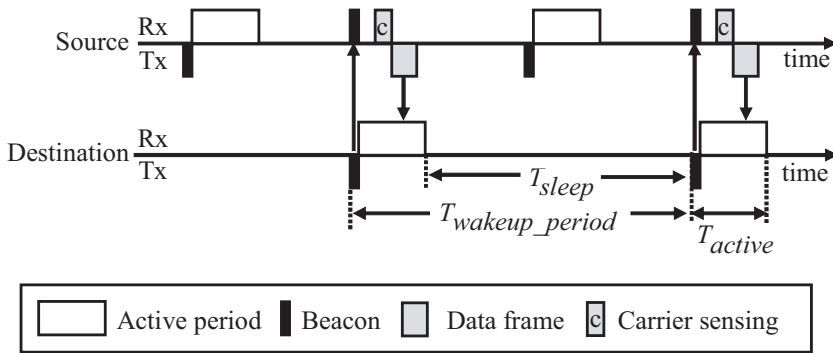 Rx
c
c
Source
Tx
time
Rx
Destination
Tx
time
T_sleep
T_wakeup_period
T_active
Active period
Beacon
Data frame
c
Carrier sensing